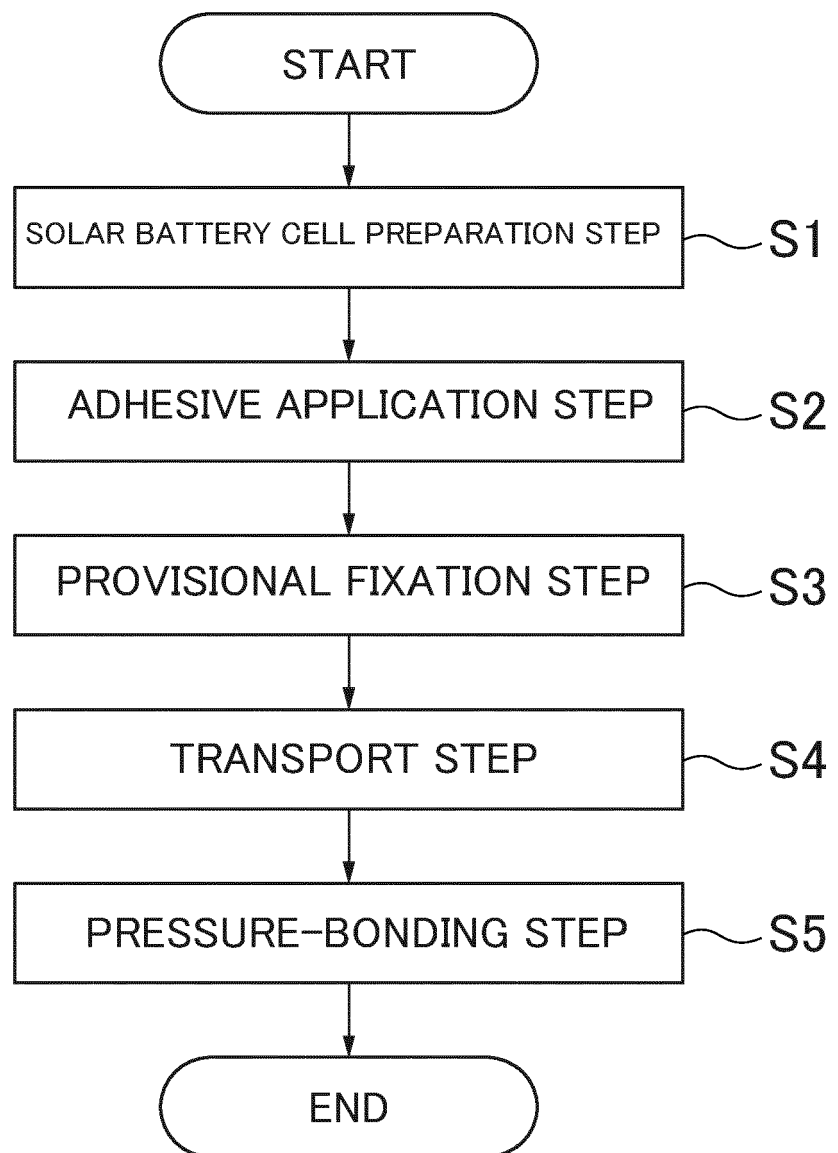 START
SOLAR BATTERY CELL PREPARATION STEP
S1
ADHESIVE APPLICATION STEP
S2
PROVISIONAL FIXATION STEP
S3
TRANSPORT STEP
S4
PRESSURE-BONDING STEP
S5
END